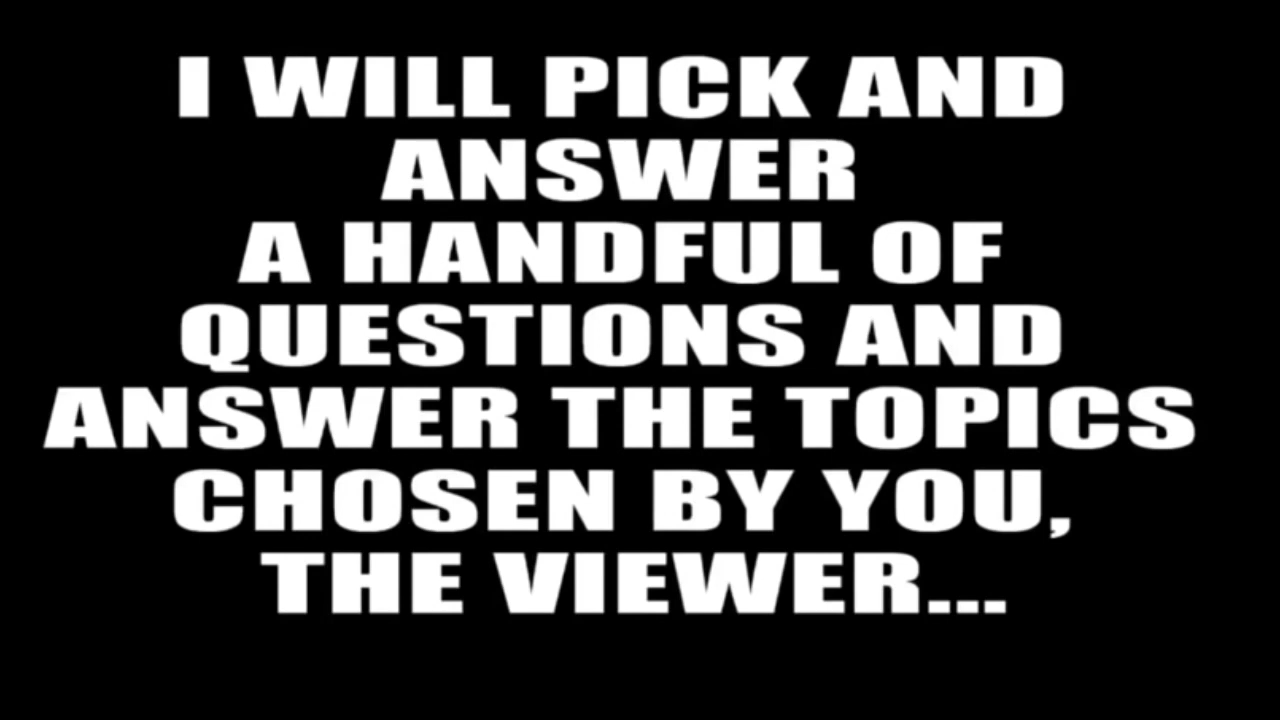 I WILL PICK AND
ANSWER
A HANDFUL OF
QUESTIONS AND
ANSWER THE TOPICS
CHOSEN BY YOU,
THE VIEWER...